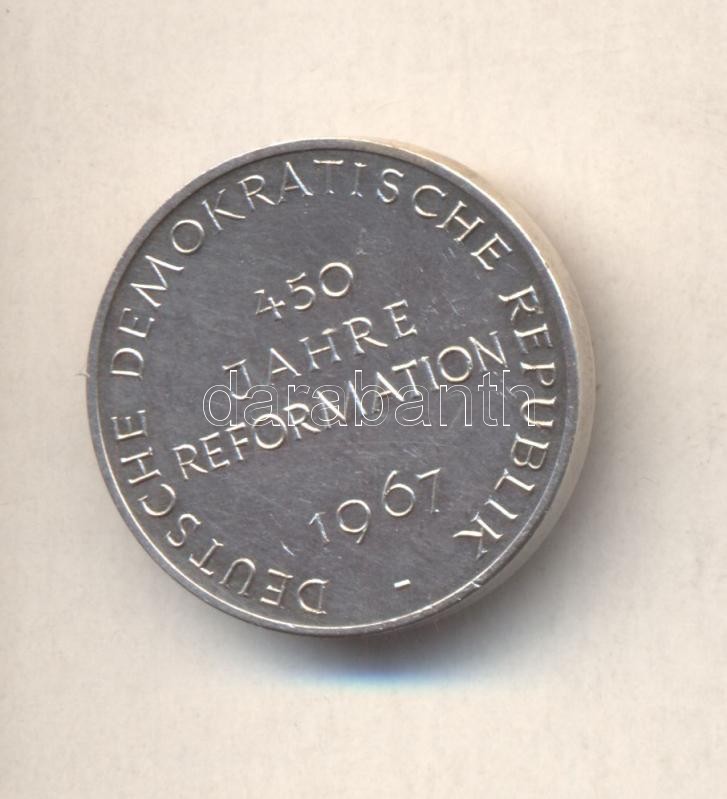 DEUTSCHE DEMOKRATISCHE REPUBLIK -
450
JAHRE
REFORMATION
1967
darabanth